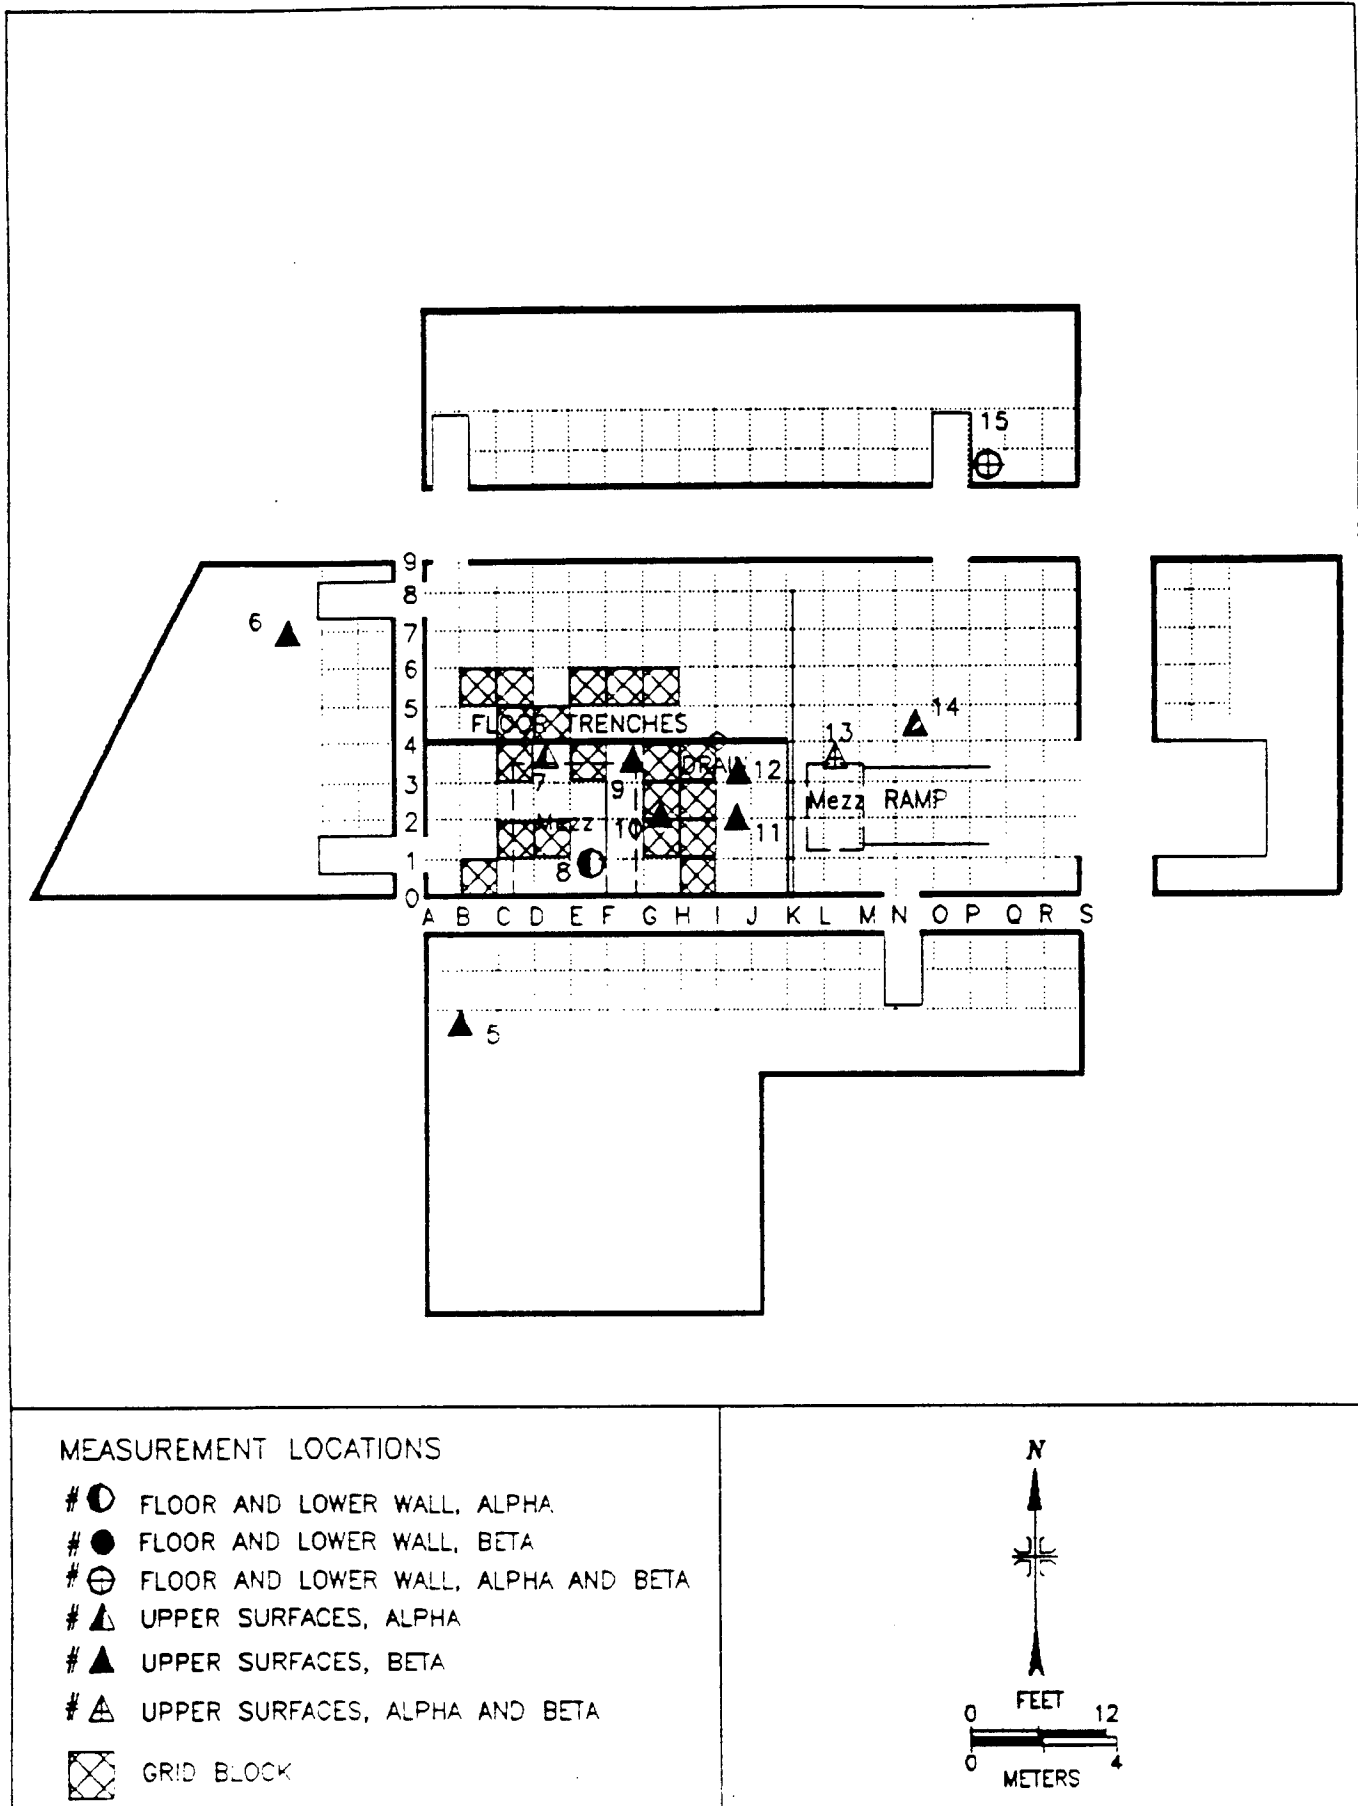 15
9
8
6
7
6
5
FLOOR TRENCHES
14
4
13
DRAIN
12
7
9
3
Mezz RAMP
2
Mezz
10
11
1
8
0
A B C D E F G H I J K L M N O P Q R S
5
MEASUREMENT LOCATIONS
# FLOOR AND LOWER WALL, ALPHA
# FLOOR AND LOWER WALL, BETA
# FLOOR AND LOWER WALL, ALPHA AND BETA
# UPPER SURFACES, ALPHA
# UPPER SURFACES, BETA
# UPPER SURFACES, ALPHA AND BETA
GRID BLOCK
N
FEET
0 12
0 4
METERS